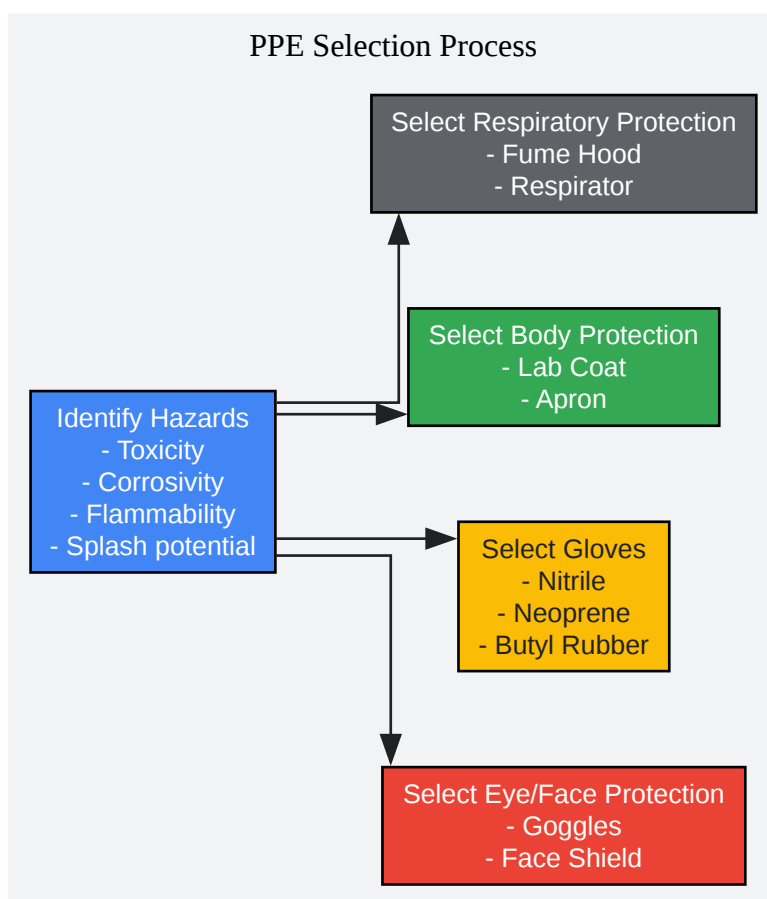 PPE Selection Process
Select Respiratory Protection
- Fume Hood
- Respirator
Select Body Protection
- Lab Coat
- Apron
Identify Hazards
- Toxicity
- Corrosivity
- Flammability
- Splash potential
Select Gloves
- Nitrile
- Neoprene
- Butyl Rubber
Select Eye/Face Protection
- Goggles
- Face Shield